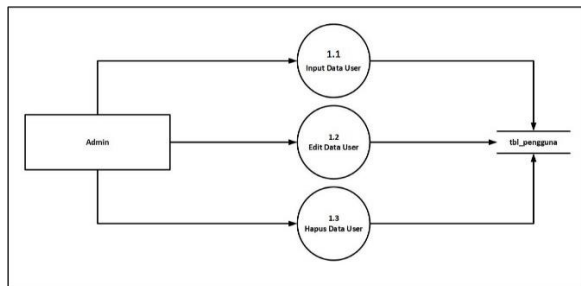 1.1
Input Data User
Admin
1.2
Edit Data User
tbl_pengguna
1.3
Hapus Data User